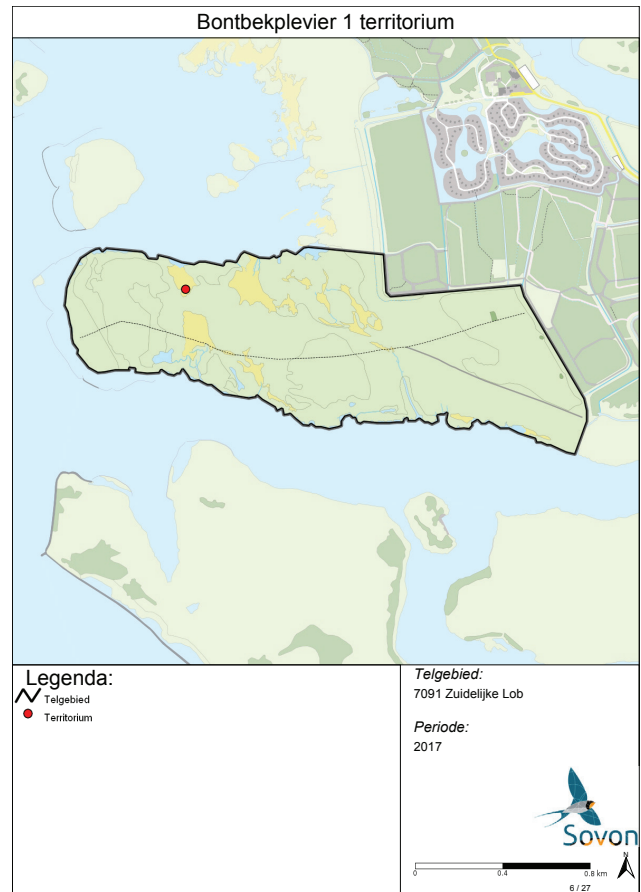 Bontbekplevier 1 territorium
Legenda:
Telgebied
Territorium
Telgebied:
7091 Zuidelijke Lob
Periode:
2017
Sovon
0 0.4 0.8 km
N
6 / 27